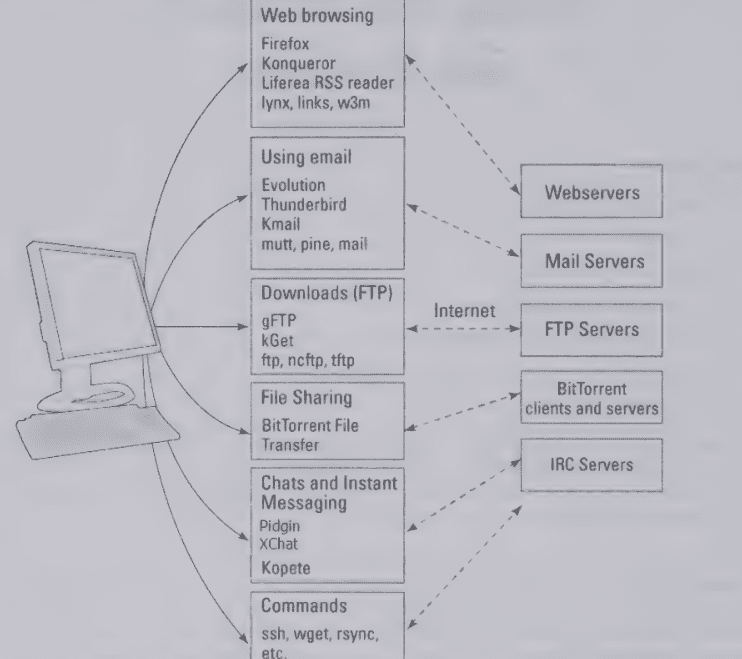 Web browsing
Firefox
Konqueror
Liferea RSS reader
lynx, links, w3m
Using email
Evolution
Thunderbird
Kmail
mutt, pine, mail
Downloads (FTP)
gFTP
kGet
ftp, ncftp, tftp
File Sharing
BitTorrent File
Transfer
Chats and Instant
Messaging
Pidgin
XChat
Kopete
Commands
ssh, wget, rsync,
etc.
Internet
Webservers
Mail Servers
FTP Servers
BitTorrent
clients and servers
IRC Servers